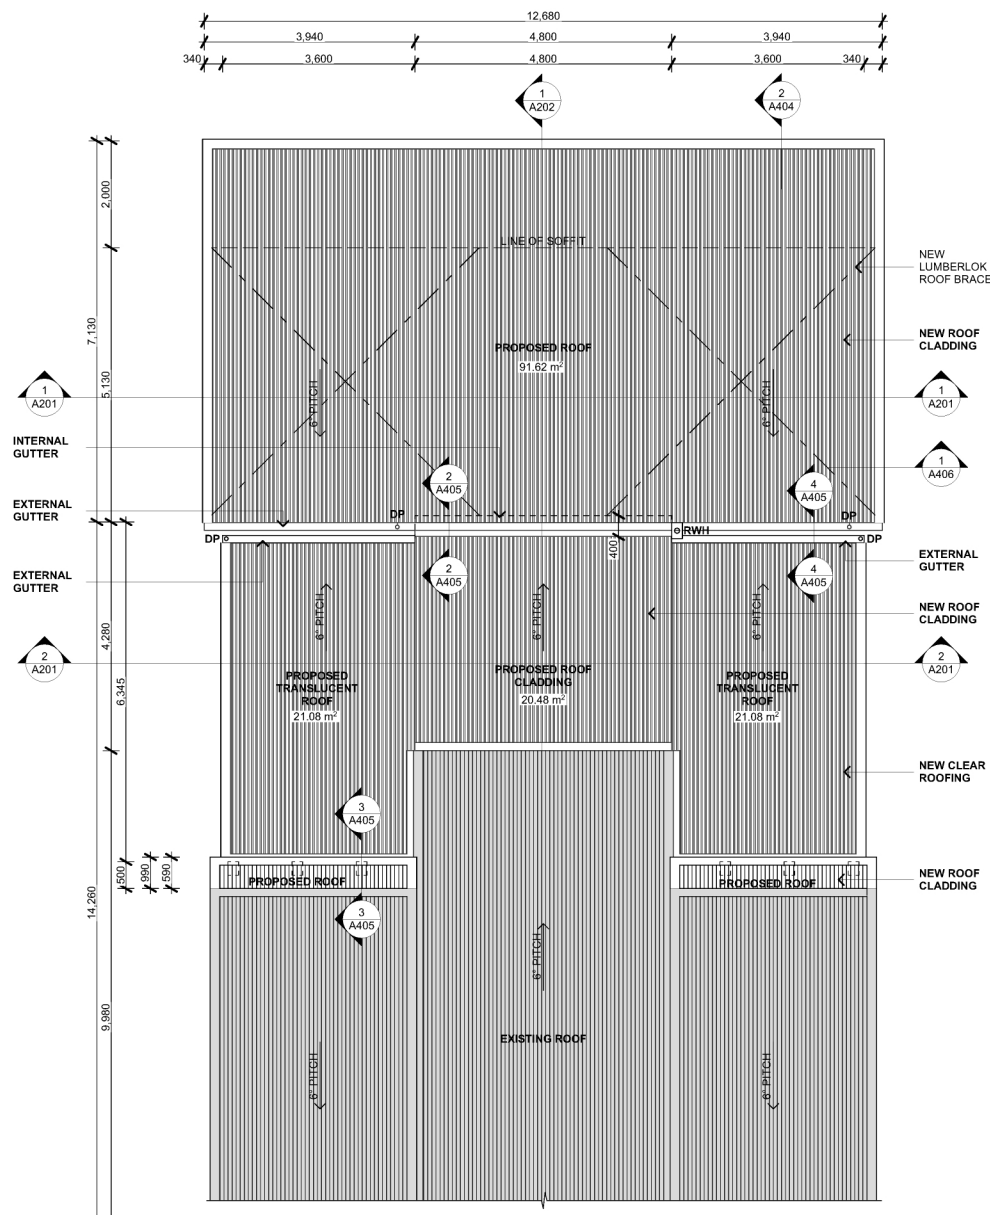 12,680
3,940
4,800
3,940
340
3,600
4,800
3,600
340
1
A202
2
A404
2,000
LINE OF SOFFIT
NEW
LUMBERLOK
ROOF BRACE
7,130
5,130
NEW ROOF
CLADDING
PROPOSED ROOF
91.62 m²
1
A201
1
A201
6° PITCH
6° PITCH
INTERNAL
GUTTER
1
A406
2
A405
4
A405
EXTERNAL
GUTTER
DP
DP
RWH
DP
DP
400
EXTERNAL
GUTTER
EXTERNAL
GUTTER
2
A405
4
A405
6° PITCH
6° PITCH
6° PITCH
NEW ROOF
CLADDING
4,280
6,345
2
A201
2
A201
PROPOSED
TRANSLUCENT
ROOF
21.08 m²
PROPOSED ROOF
CLADDING
20.48 m²
PROPOSED
TRANSLUCENT
ROOF
21.08 m²
NEW CLEAR
ROOFING
3
A405
500
990
590
PROPOSED ROOF
PROPOSED ROOF
NEW ROOF
CLADDING
14,260
3
A405
6° PITCH
9,980
EXISTING ROOF
6° PITCH
6° PITCH